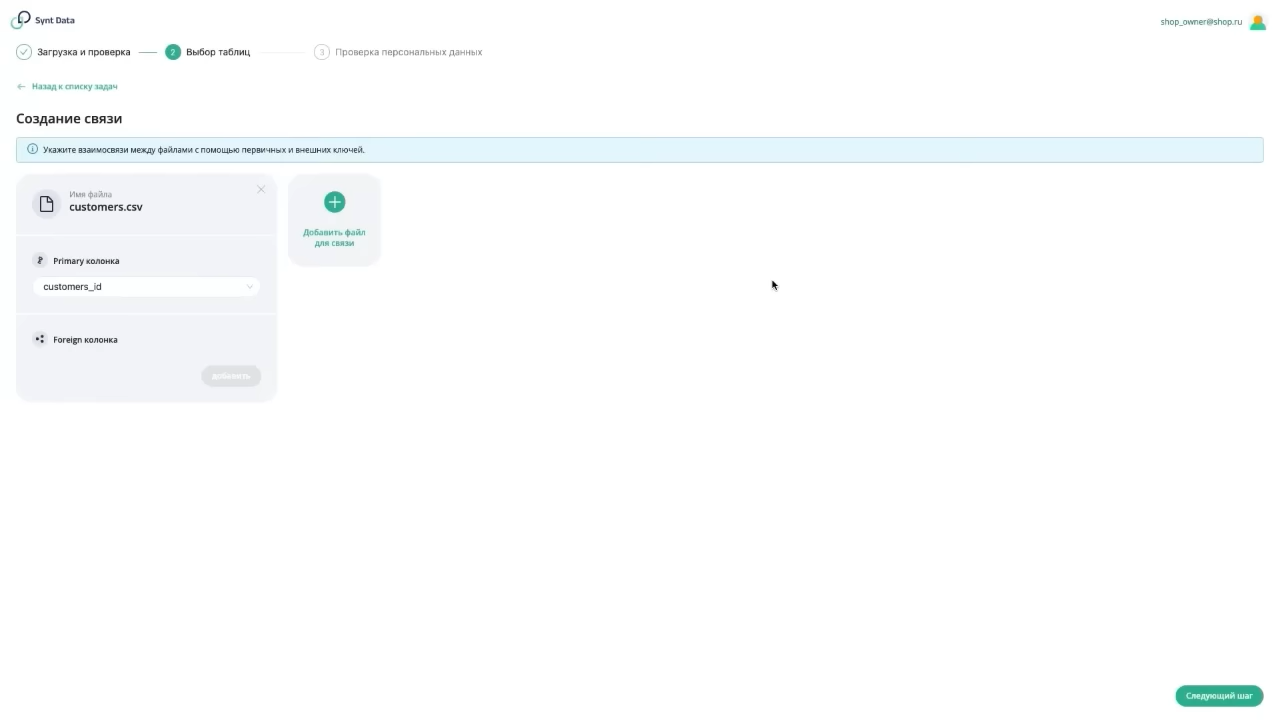 Synt Data
shop_owner@shop.ru
Загрузка и проверка
2 Выбор таблиц
3 Проверка персональных данных
Назад к списку задач
Создание связи
Укажите взаимосвязи между файлами с помощью первичных и внешних ключей.
Имя файла
customers.csv
Добавить файл
для связи
Primary колонка
customers_id
Foreign колонка
добавить
Следующий шаг